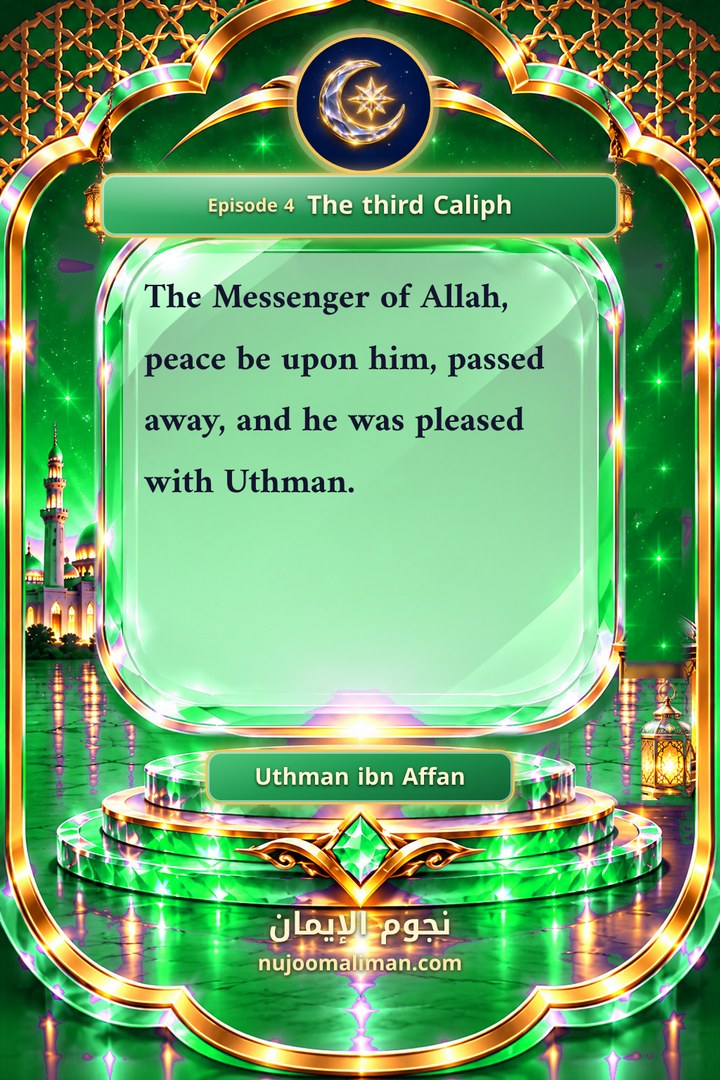 Episode 4 The third Caliph
The Messenger of Allah,
peace be upon him, passed
away, and he was pleased
with Uthman.
Uthman ibn Affan
نجوم الإيمان
nujoomaliman.com